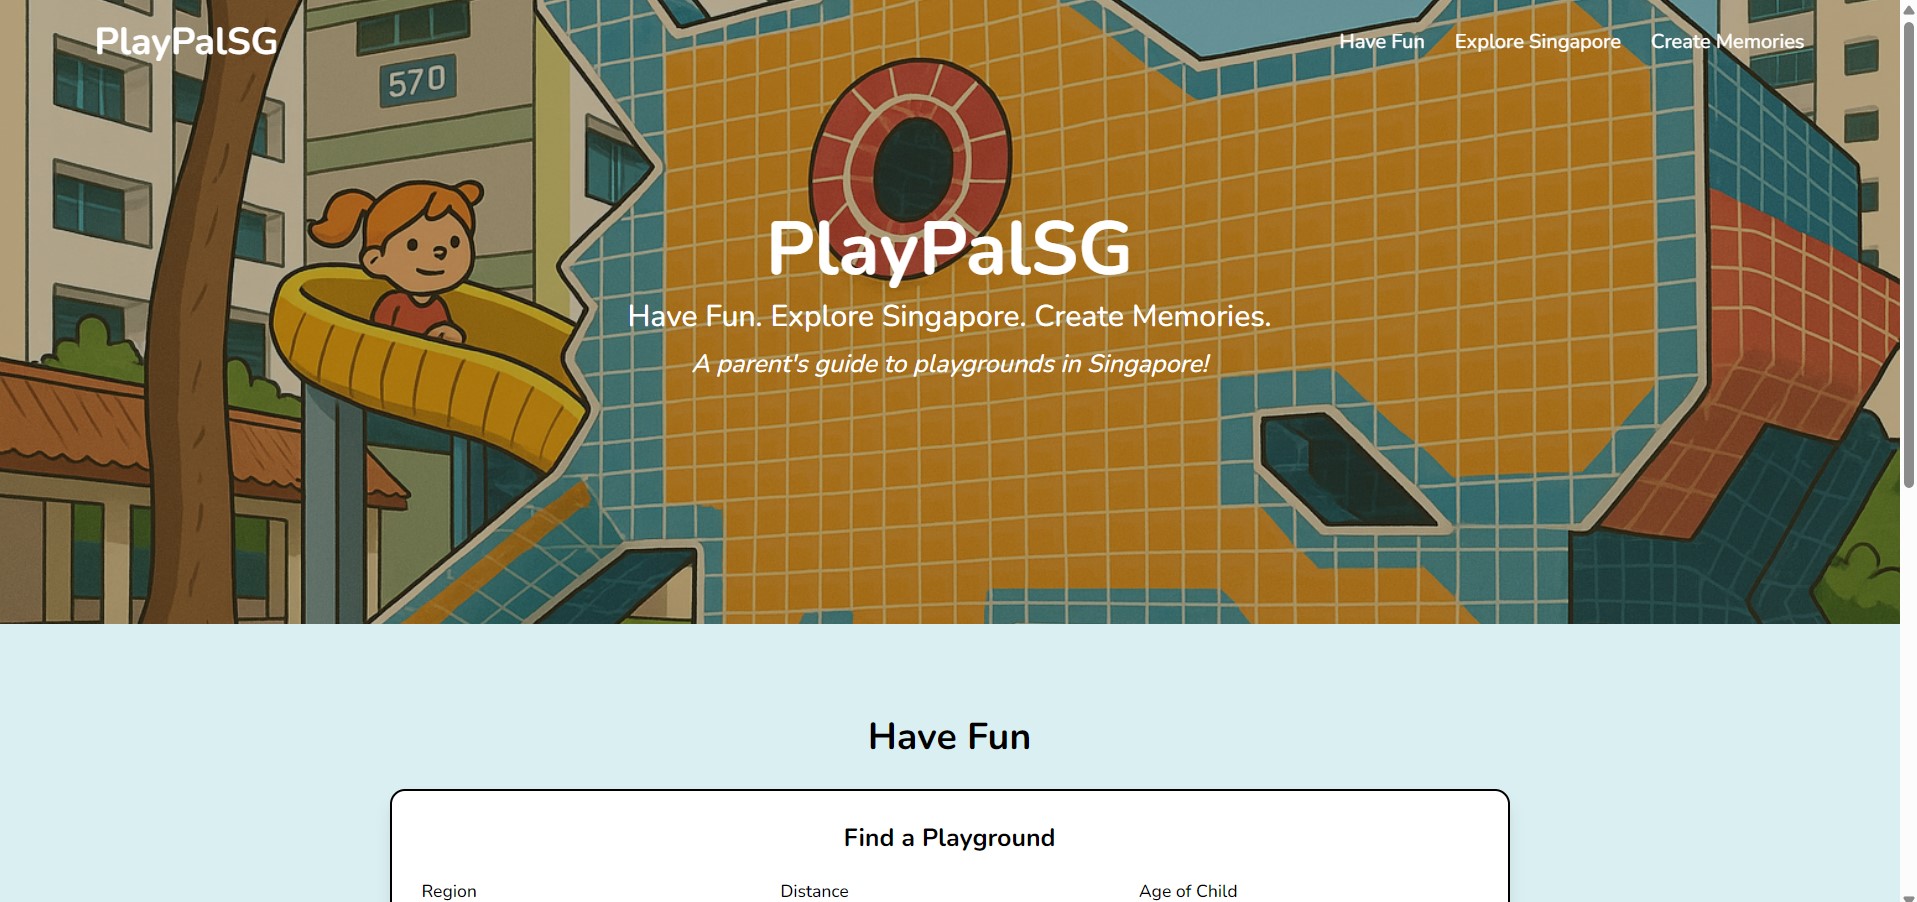 PlayPalSG
Have Fun
Explore Singapore
Create Memories
570
PlayPalSG
Have Fun. Explore Singapore. Create Memories.
A parent's guide to playgrounds in Singapore!
Have Fun
Find a Playground
Region
Distance
Age of Child